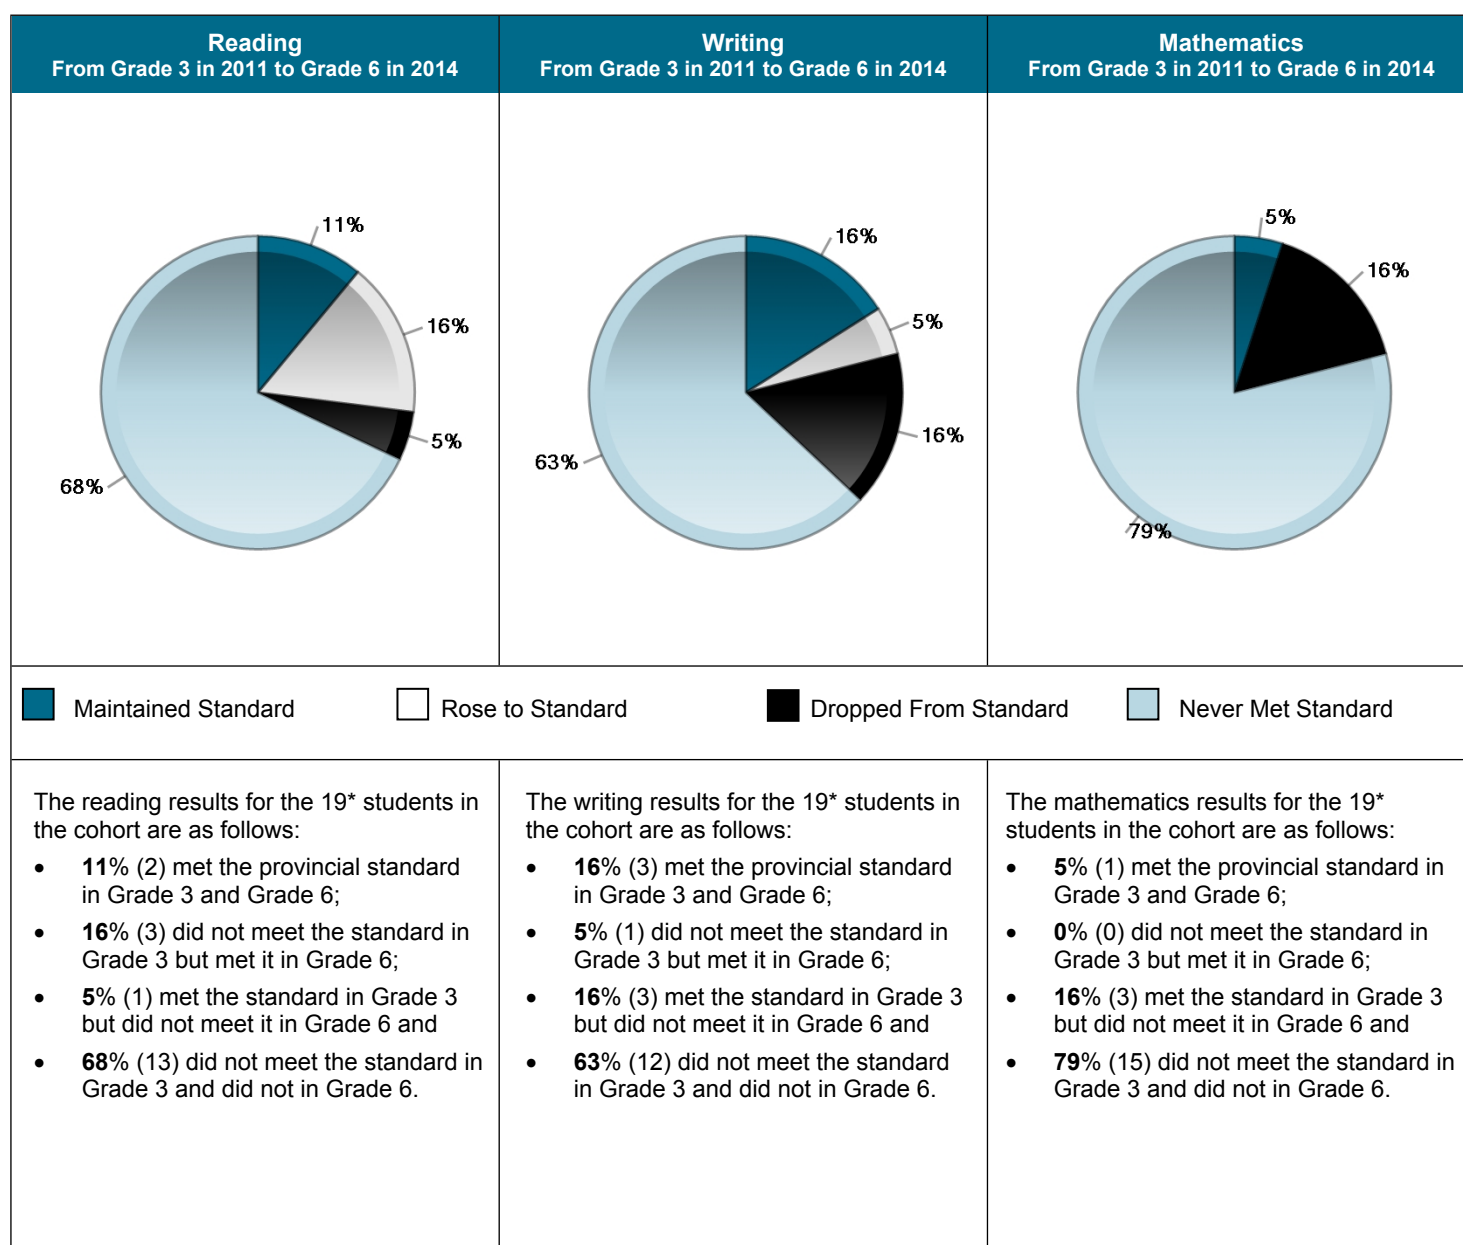 Reading
From Grade 3 in 2011 to Grade 6 in 2014
Writing
From Grade 3 in 2011 to Grade 6 in 2014
Mathematics
From Grade 3 in 2011 to Grade 6 in 2014
11%
16%
5%
68%
16%
5%
16%
63%
5%
16%
79%
Maintained Standard
Rose to Standard
Dropped From Standard
Never Met Standard
The reading results for the 19* students in
the cohort are as follows:
• 11% (2) met the provincial standard
in Grade 3 and Grade 6;
• 16% (3) did not meet the standard in
Grade 3 but met it in Grade 6;
• 5% (1) met the standard in Grade 3
but did not meet it in Grade 6 and
• 68% (13) did not meet the standard in
Grade 3 and did not in Grade 6.
The writing results for the 19* students in
the cohort are as follows:
• 16% (3) met the provincial standard
in Grade 3 and Grade 6;
• 5% (1) did not meet the standard in
Grade 3 but met it in Grade 6;
• 16% (3) met the standard in Grade 3
but did not meet it in Grade 6 and
• 63% (12) did not meet the standard
in Grade 3 and did not in Grade 6.
The mathematics results for the 19*
students in the cohort are as follows:
• 5% (1) met the provincial standard in
Grade 3 and Grade 6;
• 0% (0) did not meet the standard in
Grade 3 but met it in Grade 6;
• 16% (3) met the standard in Grade 3
but did not meet it in Grade 6 and
• 79% (15) did not meet the standard in
Grade 3 and did not in Grade 6.